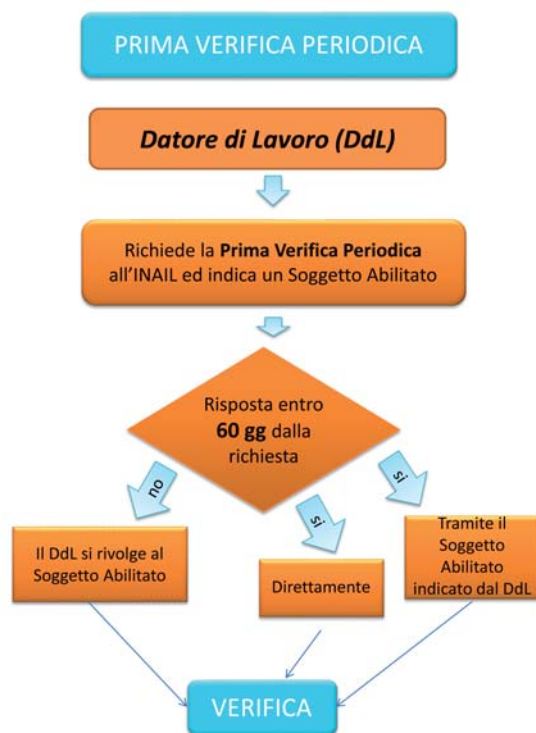 PRIMA VERIFICA PERIODICA
Datore di Lavoro (DdL)
Richiede la Prima Verifica Periodica
all'INAIL ed indica un Soggetto Abilitato
Risposta entro
60 gg dalla
richiesta
no
si
si
Il DdL si rivolge al
Soggetto Abilitato
Direttamente
Tramite il
Soggetto
Abilitato
indicato dal DdL
VERIFICA